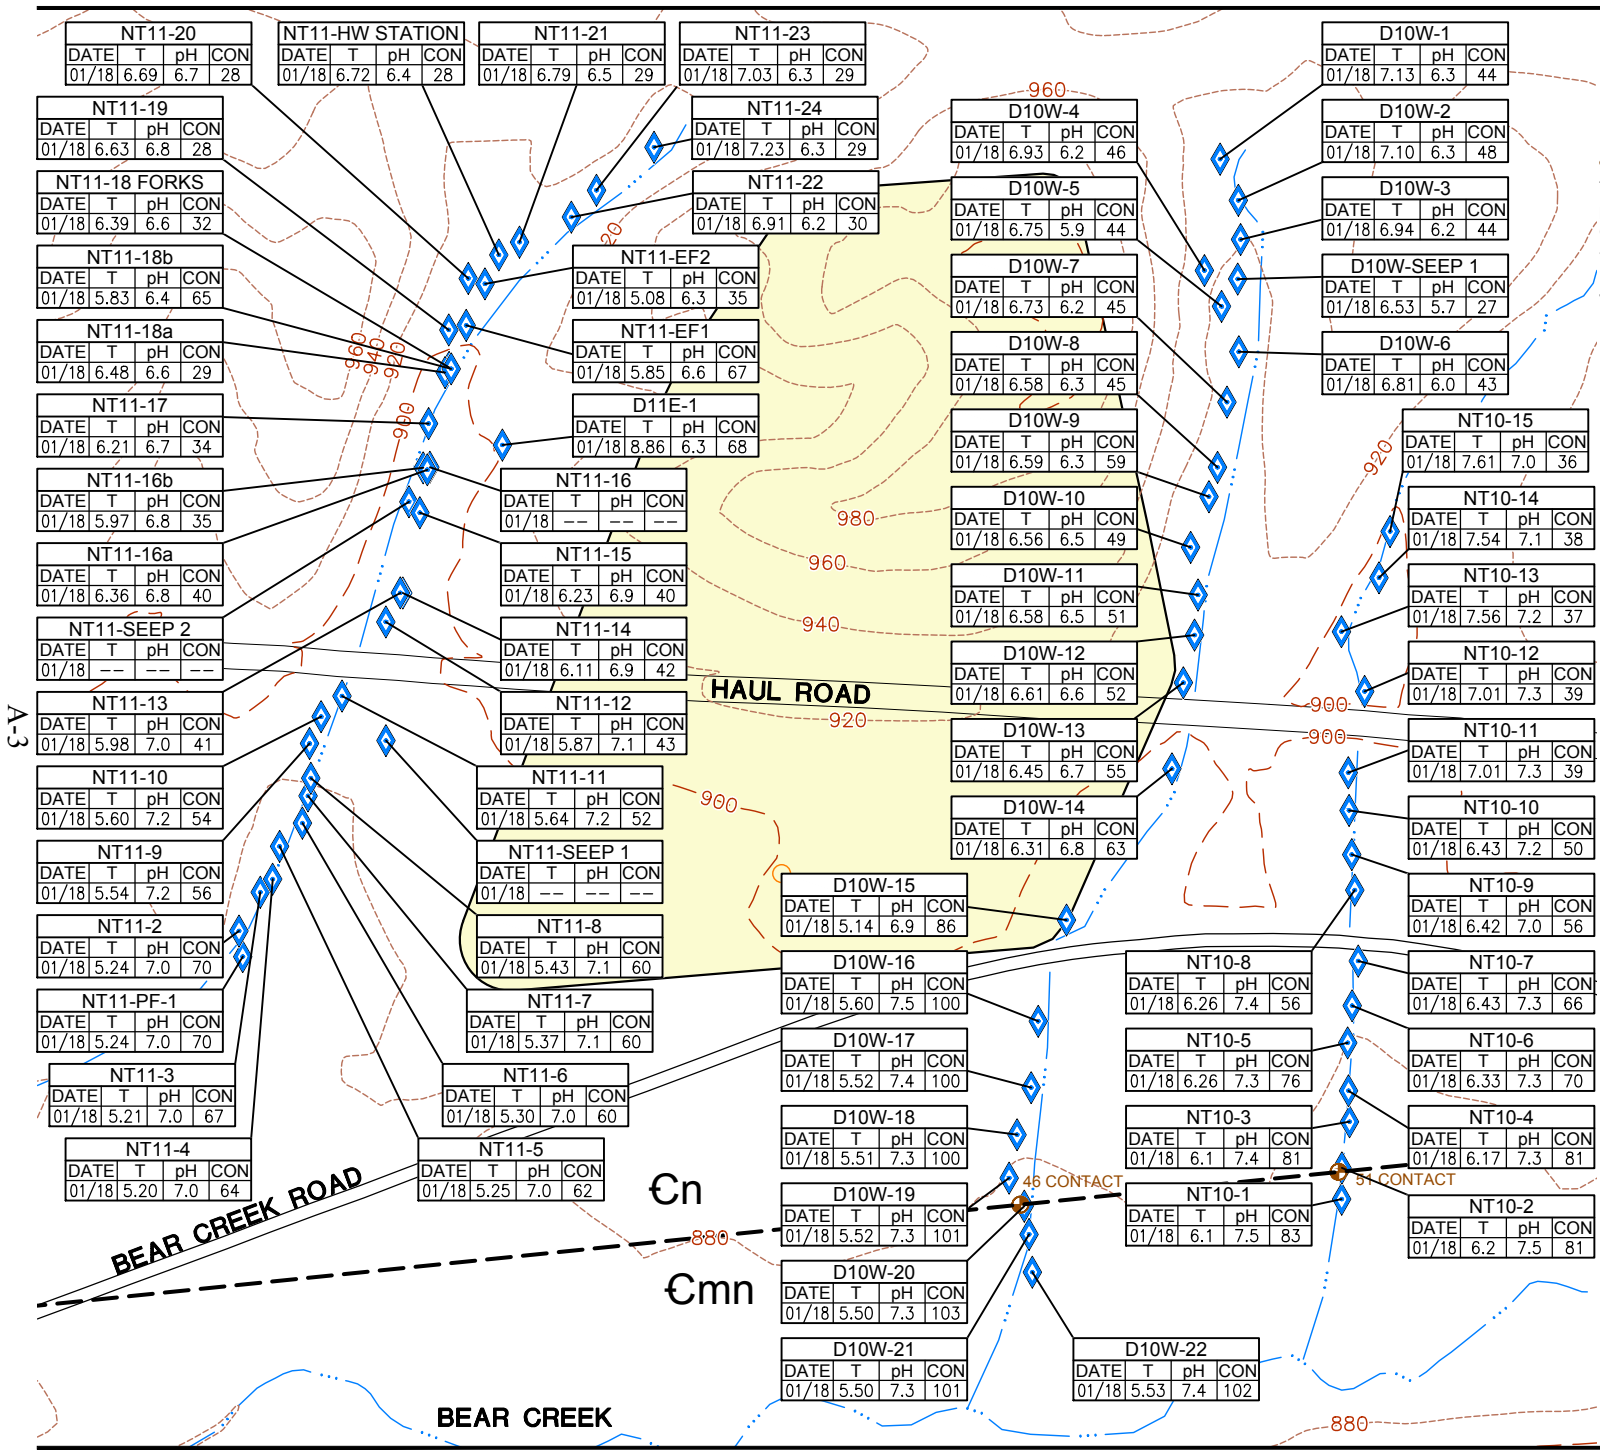 NT11-20
DATE T pH CON
01/18 6.69 6.7 28
NT11-HW STATION
DATE T pH CON
01/18 6.72 6.4 28
NT11-21
DATE T pH CON
01/18 6.79 6.5 29
NT11-23
DATE T pH CON
01/18 7.03 6.3 29
D10W-1
DATE T pH CON
01/18 7.13 6.3 44
NT11-19
DATE T pH CON
01/18 6.63 6.8 28
NT11-24
DATE T pH CON
01/18 7.23 6.3 29
960
D10W-4
DATE T pH CON
01/18 6.93 6.2 46
D10W-2
DATE T pH CON
01/18 7.10 6.3 48
NT11-18 FORKS
DATE T pH CON
01/18 6.39 6.6 32
NT11-22
DATE T pH CON
01/18 6.91 6.2 30
20
D10W-5
DATE T pH CON
01/18 6.75 5.9 44
D10W-3
DATE T pH CON
01/18 6.94 6.2 44
NT11-18b
DATE T pH CON
01/18 5.83 6.4 65
NT11-EF2
DATE T pH CON
01/18 5.08 6.3 35
D10W-7
DATE T pH CON
01/18 6.73 6.2 45
D10W-SEEP 1
DATE T pH CON
01/18 6.53 5.7 27
NT11-18a
DATE T pH CON
01/18 6.48 6.6 29
960
940
920
NT11-EF1
DATE T pH CON
01/18 5.85 6.6 67
D10W-8
DATE T pH CON
01/18 6.58 6.3 45
D10W-6
DATE T pH CON
01/18 6.81 6.0 43
NT11-17
DATE T pH CON
01/18 6.21 6.7 34
900
D11E-1
DATE T pH CON
01/18 8.86 6.3 68
D10W-9
DATE T pH CON
01/18 6.59 6.3 59
920
NT10-15
DATE T pH CON
01/18 7.61 7.0 36
NT11-16b
DATE T pH CON
01/18 5.97 6.8 35
NT11-16
DATE T pH CON
01/18 -- -- --
980
D10W-10
DATE T pH CON
01/18 6.56 6.5 49
NT10-14
DATE T pH CON
01/18 7.54 7.1 38
NT11-16a
DATE T pH CON
01/18 6.36 6.8 40
NT11-15
DATE T pH CON
01/18 6.23 6.9 40
960
D10W-11
DATE T pH CON
01/18 6.58 6.5 51
NT10-13
DATE T pH CON
01/18 7.56 7.2 37
NT11-SEEP 2
DATE T pH CON
01/18 -- -- --
NT11-14
DATE T pH CON
01/18 6.11 6.9 42
940
D10W-12
DATE T pH CON
01/18 6.61 6.6 52
NT10-12
DATE T pH CON
01/18 7.01 7.3 39
HAUL ROAD
920
900
900
A-3
NT11-13
DATE T pH CON
01/18 5.98 7.0 41
NT11-12
DATE T pH CON
01/18 5.87 7.1 43
D10W-13
DATE T pH CON
01/18 6.45 6.7 55
NT10-11
DATE T pH CON
01/18 7.01 7.3 39
NT11-10
DATE T pH CON
01/18 5.60 7.2 54
NT11-11
DATE T pH CON
01/18 5.64 7.2 52
900
D10W-14
DATE T pH CON
01/18 6.31 6.8 63
NT10-10
DATE T pH CON
01/18 6.43 7.2 50
NT11-9
DATE T pH CON
01/18 5.54 7.2 56
NT11-SEEP 1
DATE T pH CON
01/18 -- -- --
D10W-15
DATE T pH CON
01/18 5.14 6.9 86
NT10-9
DATE T pH CON
01/18 6.42 7.0 56
NT11-2
DATE T pH CON
01/18 5.24 7.0 70
NT11-8
DATE T pH CON
01/18 5.43 7.1 60
D10W-16
DATE T pH CON
01/18 5.60 7.5 100
NT10-8
DATE T pH CON
01/18 6.26 7.4 56
NT10-7
DATE T pH CON
01/18 6.43 7.3 66
NT11-PF-1
DATE T pH CON
01/18 5.24 7.0 70
NT11-7
DATE T pH CON
01/18 5.37 7.1 60
D10W-17
DATE T pH CON
01/18 5.52 7.4 100
NT10-5
DATE T pH CON
01/18 6.26 7.3 76
NT10-6
DATE T pH CON
01/18 6.33 7.3 70
NT11-3
DATE T pH CON
01/18 5.21 7.0 67
NT11-6
DATE T pH CON
01/18 5.30 7.0 60
D10W-18
DATE T pH CON
01/18 5.51 7.3 100
NT10-3
DATE T pH CON
01/18 6.1 7.4 81
NT10-4
DATE T pH CON
01/18 6.17 7.3 81
NT11-4
DATE T pH CON
01/18 5.20 7.0 64
NT11-5
DATE T pH CON
01/18 5.25 7.0 62
BEAR CREEK ROAD
Єn
46 CONTACT
51 CONTACT
D10W-19
DATE T pH CON
01/18 5.52 7.3 101
NT10-1
DATE T pH CON
01/18 6.1 7.5 83
NT10-2
DATE T pH CON
01/18 6.2 7.5 81
880
Єmn
D10W-20
DATE T pH CON
01/18 5.50 7.3 103
D10W-21
DATE T pH CON
01/18 5.50 7.3 101
D10W-22
DATE T pH CON
01/18 5.53 7.4 102
BEAR CREEK
880